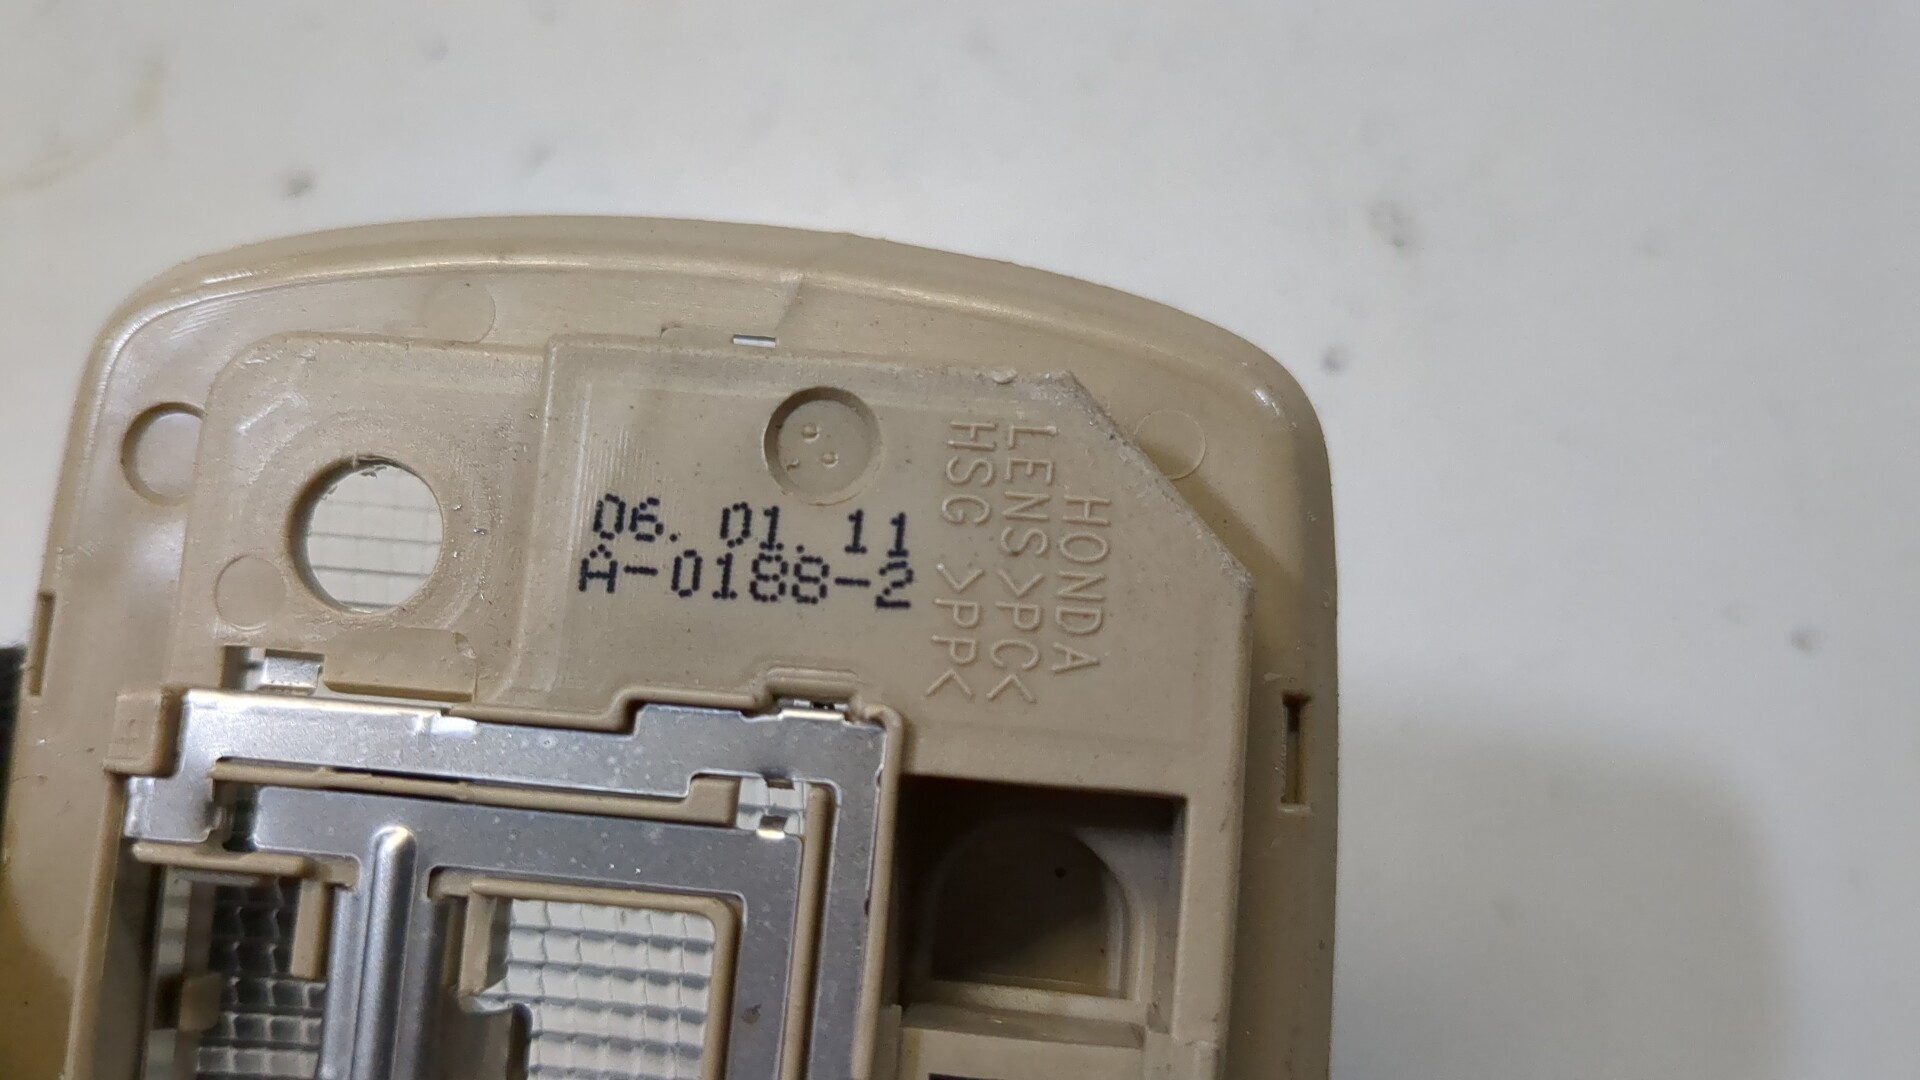 06. 01. 11
A-0188-2
HONDA
LENS>PC<
HSG >PP<